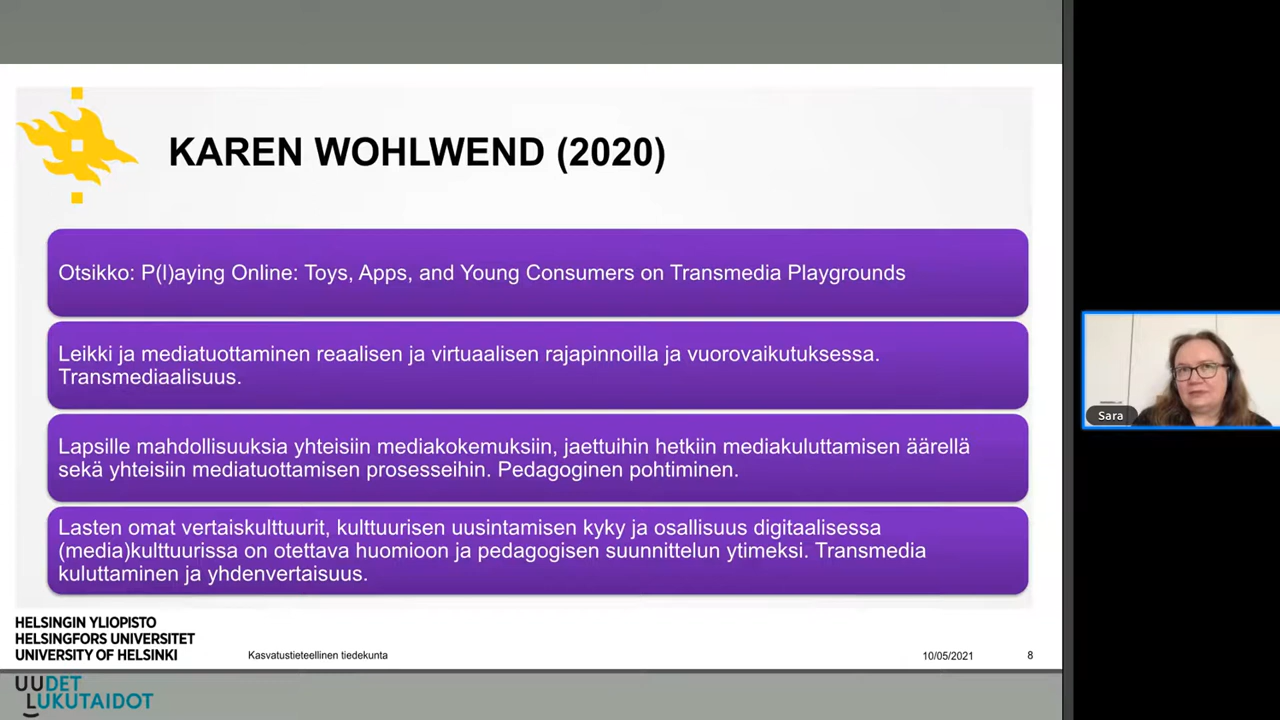 KAREN WOHLWEND (2020)
Otsikko: P(l)aying Online: Toys, Apps, and Young Consumers on Transmedia Playgrounds
Leikki ja mediatuottaminen reaalisen ja virtuaalisen rajapinnoilla ja vuorovaikutuksessa.
Transmediaalisuus.
Lapsille mahdollisuuksia yhteisiin mediakokemuksiin, jaettuihin hetkiin mediakuluttamisen äärellä
sekä yhteisiin mediatuottamisen prosesseihin. Pedagoginen pohtiminen.
Lasten omat vertaiskulttuurit, kulttuurisen uusintamisen kyky ja osallisuus digitaalisessa
(media)kulttuurissa on otettava huomioon ja pedagogisen suunnittelun ytimeksi. Transmedia
kuluttaminen ja yhdenvertaisuus.
HELSINGIN YLIOPISTO
HELSINGFORS UNIVERSITET
UNIVERSITY OF HELSINKI
Kasvatustieteellinen tiedekunta
10/05/2021
8
UUDET
LUKUTAIDOT
Sara